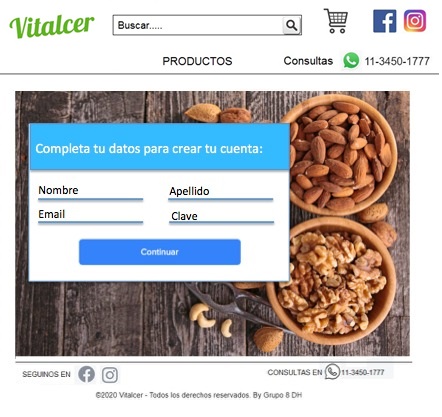 Vitalcer
Buscar.....
PRODUCTOS
Consultas 11-3450-1777
Completa tu datos para crear tu cuenta:
Nombre
Apellido
Email
Clave
Continuar
SEGUINOS EN
CONSULTAS EN 11-3450-1777
©2020 Vitalcer - Todos los derechos reservados. By Grupo 8 DH